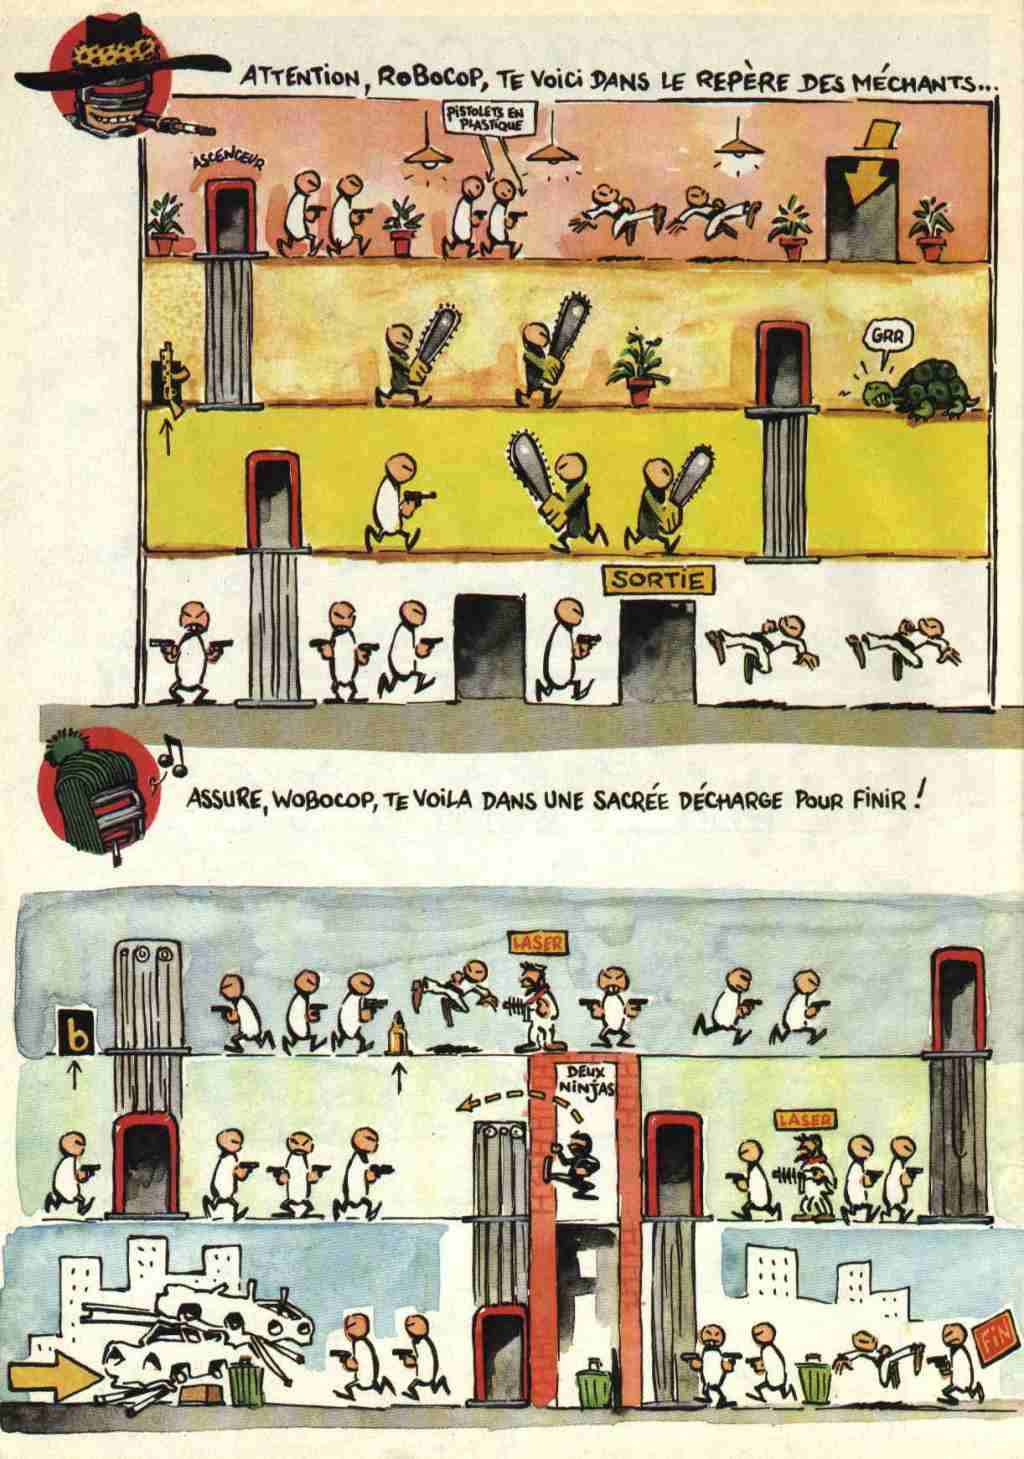 ATTENTION, ROBOCOP, TE VOICI DANS LE REPÈRE DES MÉCHANTS...
PISTOLETS EN
PLASTIQUE
ASCENCEUR
GRR
SORTIE
ASSURE, WOBOCOP, TE VOILA DANS UNE SACRÉE DÉCHARGE POUR FINIR !
LASER
b
DEUX
NINJAS
LASER
FIN